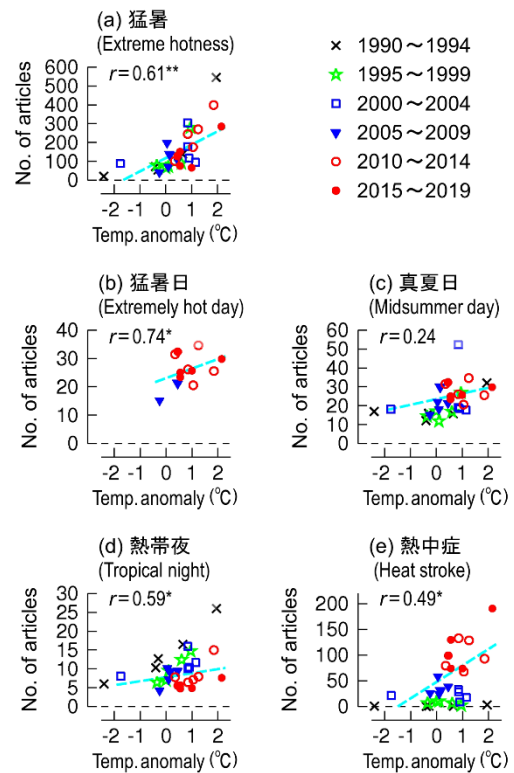 (a) 猛暑
(Extreme hotness)
r=0.61**
600
500
400
300
200
100
0
No. of articles
-2 -1 0 1 2
Temp. anomaly (°C)
× 1990～1994
☆ 1995～1999
□ 2000～2004
▼ 2005～2009
○ 2010～2014
● 2015～2019
(b) 猛暑日
(Extremely hot day)
r=0.74*
40
30
20
10
0
No. of articles
-2 -1 0 1 2
Temp. anomaly (°C)
(c) 真夏日
(Midsummer day)
r=0.24
60
50
40
30
20
10
0
No. of articles
-2 -1 0 1 2
Temp. anomaly (°C)
(d) 熱帯夜
(Tropical night)
r=0.59*
30
25
20
15
10
5
0
No. of articles
-2 -1 0 1 2
Temp. anomaly (°C)
(e) 熱中症
(Heat stroke)
r=0.49*
200
150
100
50
0
No. of articles
-2 -1 0 1 2
Temp. anomaly (°C)